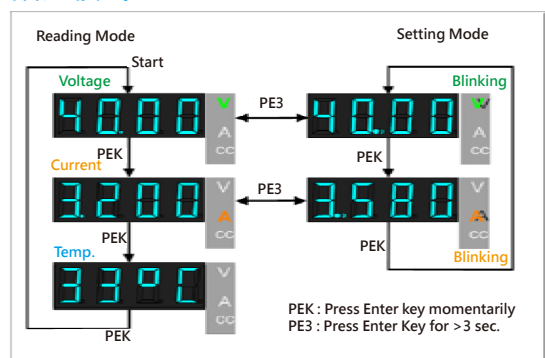 Reading Mode
Setting Mode
Start
Voltage
Blinking
40.00
V
A
CC
PE3
40.00
V
A
CC
PEK
PEK
Current
3.200
V
A
CC
PE3
3.580
V
A
CC
PEK
PEK
Temp.
Blinking
33°C
V
A
CC
PEK
PEK : Press Enter key momentarily
PE3 : Press Enter Key for >3 sec.